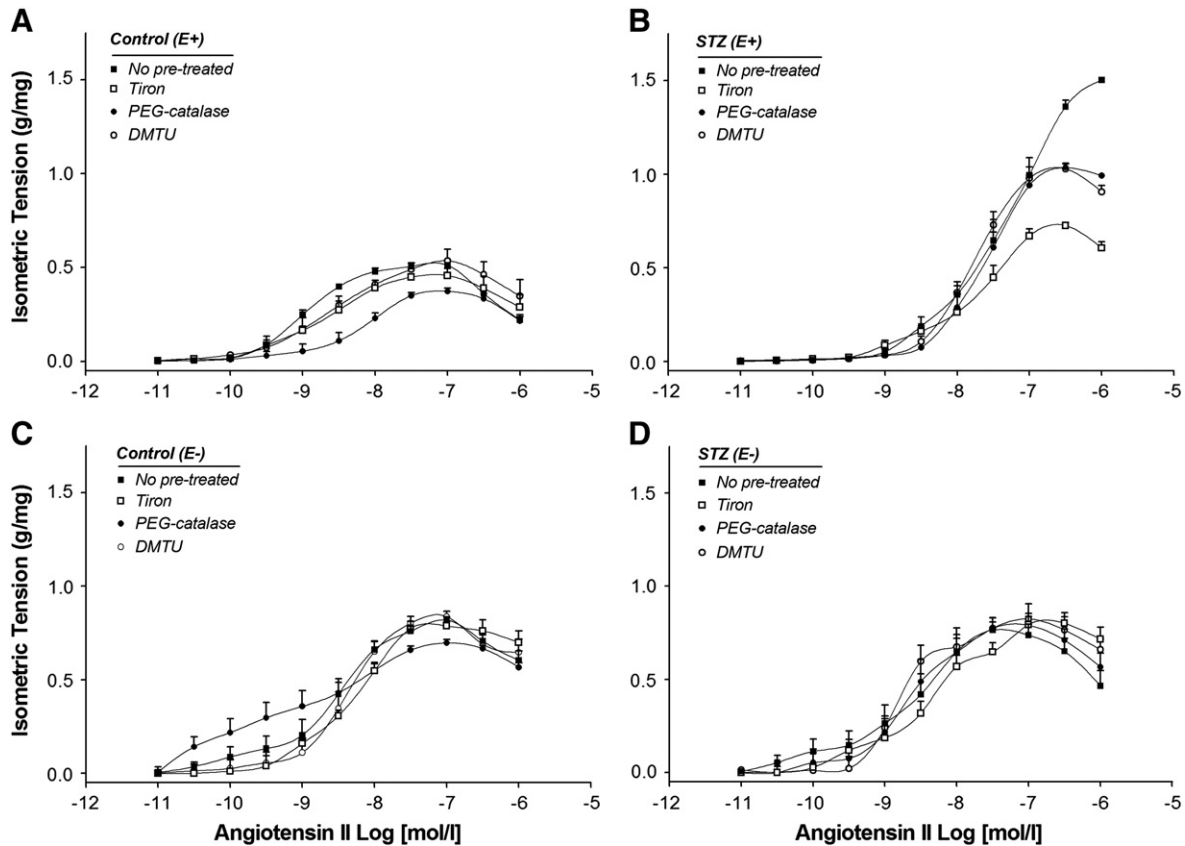 A
Control (E+)
No pre-treated
Tiron
PEG-catalase
DMTU
Isometric Tension (g/mg)
1.5
1.0
0.5
0.0
-12 -11 -10 -9 -8 -7 -6 -5
B
STZ (E+)
No pre-treated
Tiron
PEG-catalase
DMTU
1.5
1.0
0.5
0.0
-12 -11 -10 -9 -8 -7 -6 -5
C
Control (E-)
No pre-treated
Tiron
PEG-catalase
DMTU
Isometric Tension (g/mg)
1.5
1.0
0.5
0.0
-12 -11 -10 -9 -8 -7 -6 -5
Angiotensin II Log [mol/l]
D
STZ (E-)
No pre-treated
Tiron
PEG-catalase
DMTU
1.5
1.0
0.5
0.0
-12 -11 -10 -9 -8 -7 -6 -5
Angiotensin II Log [mol/l]